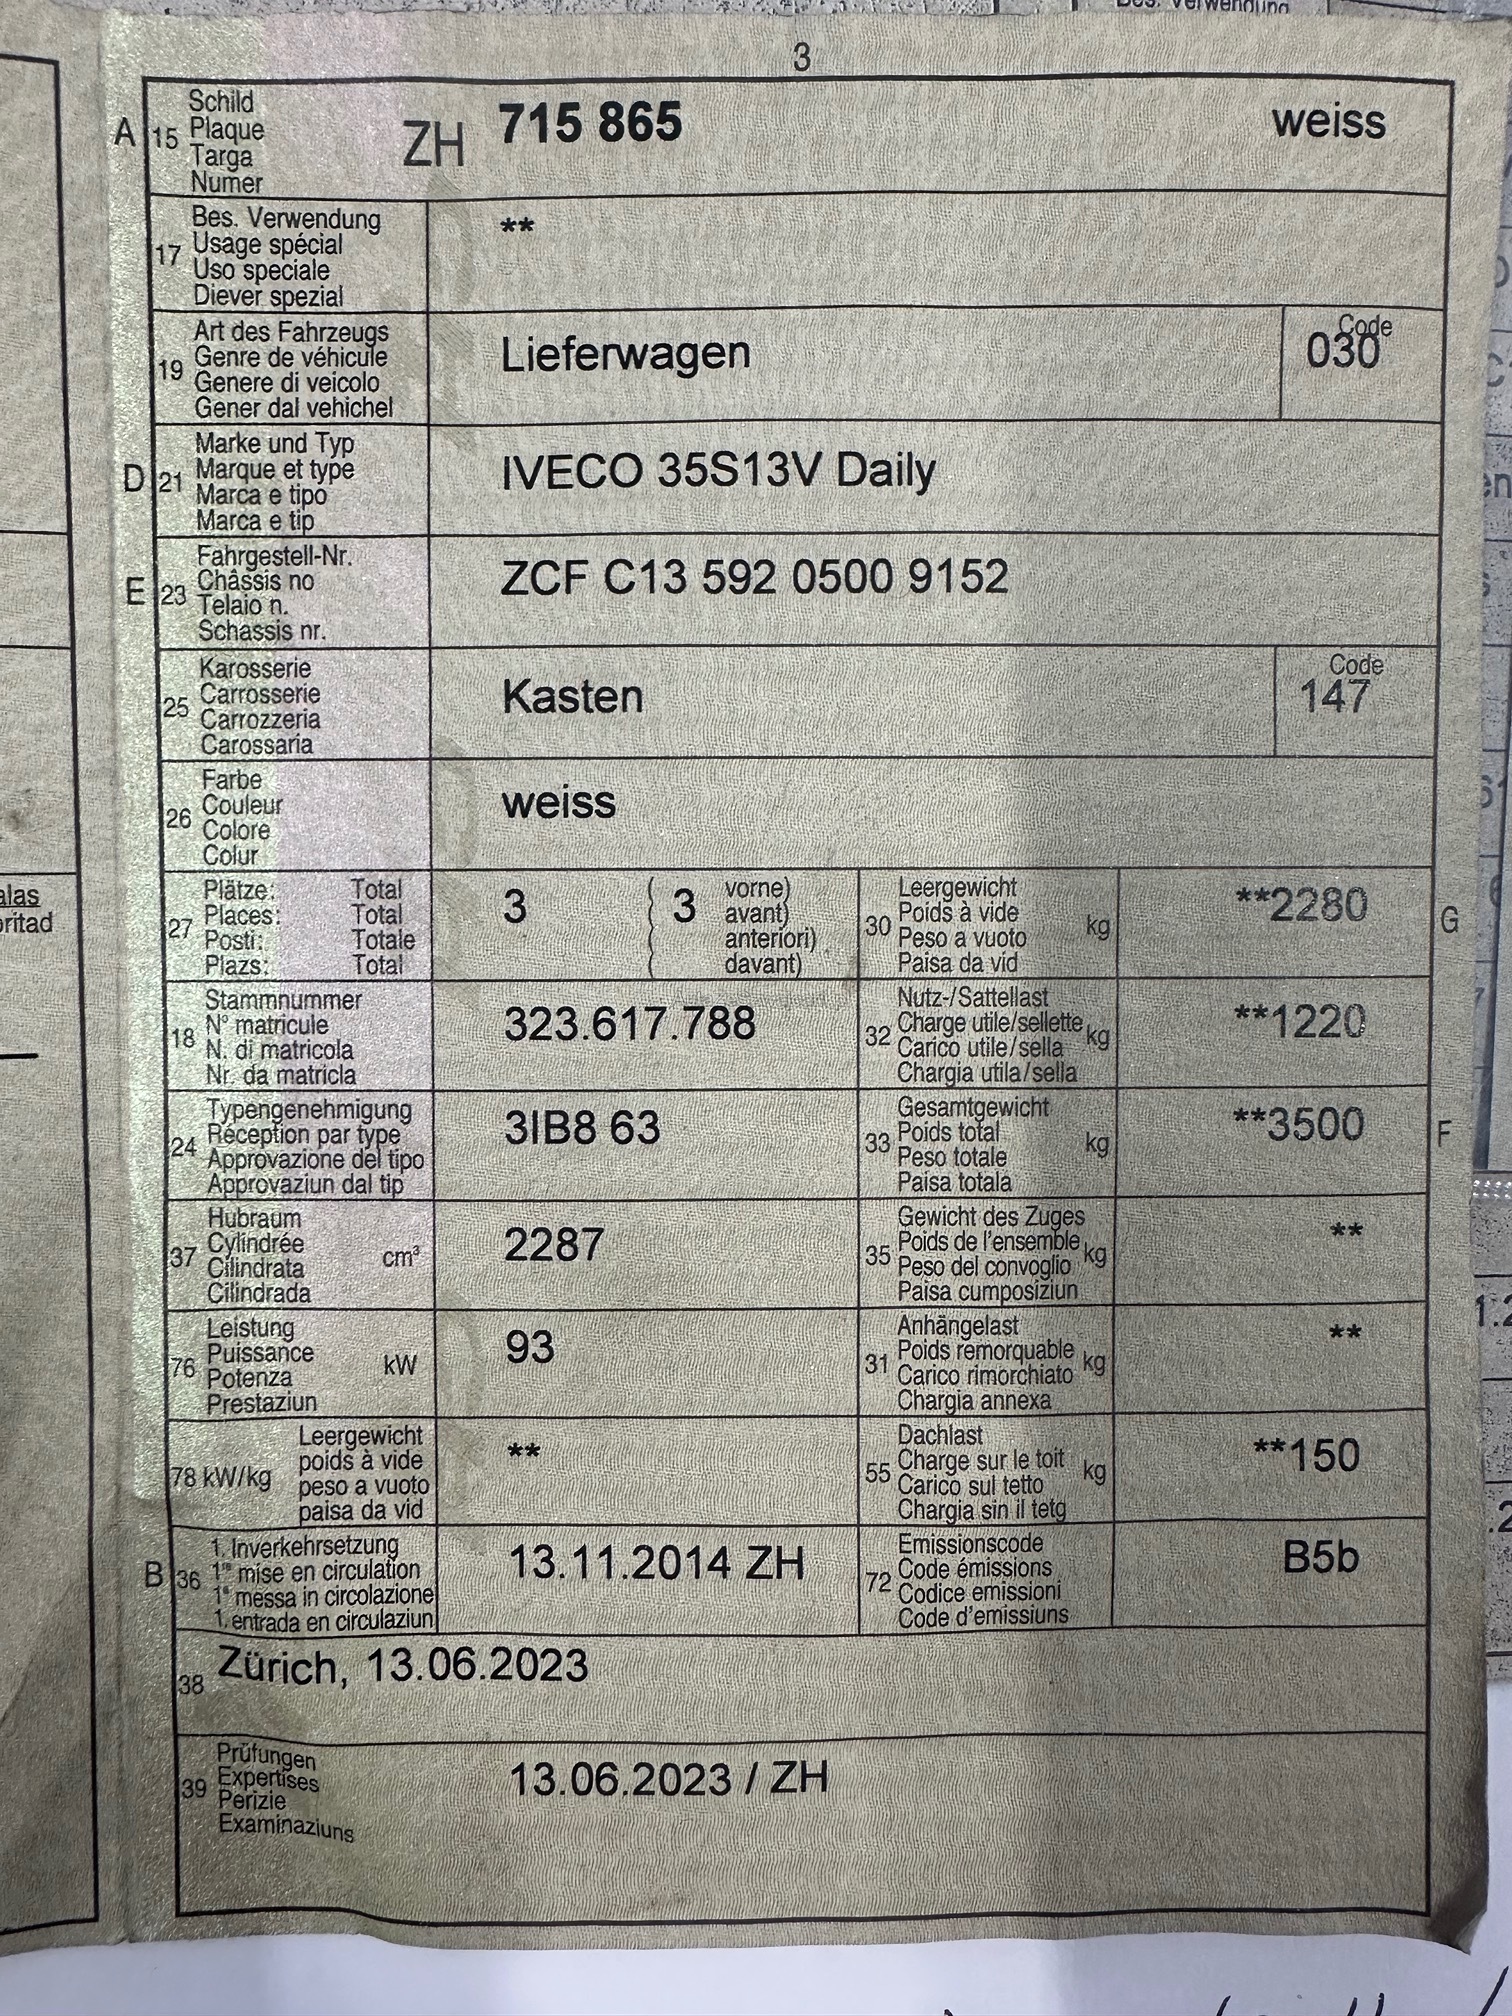 Bes. Verwendung
3
A 15 Schild
Plaque
Targa
Numer
ZH 715 865 weiss
17 Bes. Verwendung
Usage spécial
Uso speciale
Diever spezial
**
19 Art des Fahrzeugs
Genre de véhicule
Genere di veicolo
Gener dal vehichel
Lieferwagen
Code
030
D 21 Marke und Typ
Marque et type
Marca e tipo
Marca e tip
IVECO 35S13V Daily
E 23 Fahrgestell-Nr.
Châssis no
Telaio n.
Schassis nr.
ZCF C13 592 0500 9152
25 Karosserie
Carrosserie
Carrozzeria
Carossaria
Kasten
Code
147
26 Farbe
Couleur
Colore
Colur
weiss
27 Plätze: Total
Places: Total
Posti: Totale
Plazs: Total
3 ( 3 vorne)
( avant)
( anteriori)
( davant)
30 Leergewicht
Poids à vide
Peso a vuoto
Paisa da vid
kg **2280 G
18 Stammnummer
N° matricule
N. di matricola
Nr. da matricla
323.617.788
32 Nutz-/Sattellast
Charge utile/sellette
Carico utile/sella
Chargia utila/sella
kg **1220
24 Typengenehmigung
Réception par type
Approvazione del tipo
Approvaziun dal tip
3IB8 63
33 Gesamtgewicht
Poids total
Peso totale
Paisa totala
kg **3500 F
37 Hubraum
Cylindrée
Cilindrata
Cilindrada
cm³ 2287
35 Gewicht des Zuges
Poids de l'ensemble
Peso del convoglio
Paisa cumposiziun
kg **
76 Leistung
Puissance
Potenza
Prestaziun
kW 93
31 Anhängelast
Poids remorquable
Carico rimorchiato
Chargia annexa
kg **
78 kW/kg Leergewicht
poids à vide
peso a vuoto
paisa da vid
**
55 Dachlast
Charge sur le toit
Carico sul tetto
Chargia sin il tetg
kg **150
B 36 1. Inverkehrsetzung
1re mise en circulation
1a messa in circolazione
1. entrada en circulaziun
13.11.2014 ZH
72 Emissionscode
Code émissions
Codice emissioni
Code d'emissiuns
B5b
38 Zürich, 13.06.2023
39 Prüfungen
Expertises
Perizie
Examinaziuns
13.06.2023 / ZH